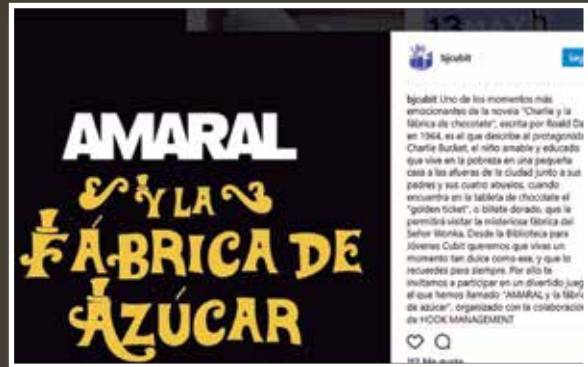 13 MAY
AMARAL
Y LA
FÁBRICA DE
AZÚCAR
bjcubit
bjcubit Uno de los momentos más
emocionantes de la novela "Charlie y la
fábrica de chocolate", escrita por Roald Da
en 1964, es el que describe al protagonist
Charlie Bucket, el niño amable y educado
que vive en la pobreza en una pequeña
casa a las afueras de la ciudad junto a sus
padres y sus cuatro abuelos, cuando
encuentra en la tableta de chocolate el
"golden ticket", o billete dorado, que le
permitirá visitar la misteriosa fábrica del
Señor Wonka. Desde la Biblioteca para
Jóvenes Cubit queremos que vivas un
momento tan dulce como ese, y que lo
recuerdes para siempre. Por ello te
invitamos a participar en un divertido jueg
al que hemos llamado "AMARAL y la fábric
de azúcar", organizado con la colaboración
de HOOK MANAGEMENT